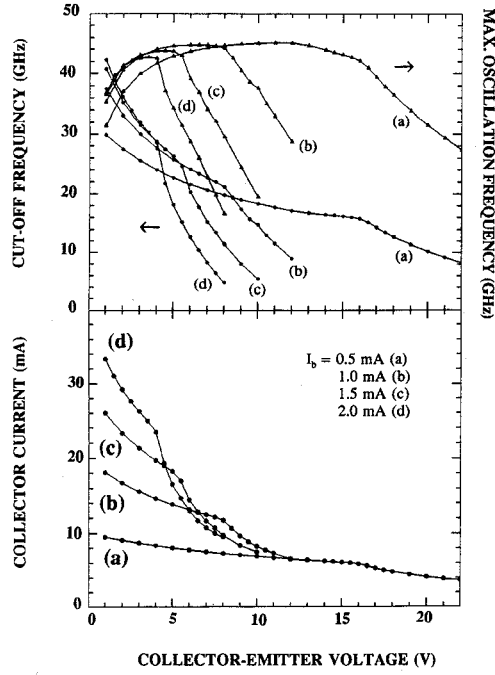 50
40
30
20
10
0
CUT-OFF FREQUENCY (GHz)
MAX. OSCILLATION FREQUENCY (GHz)
(d)
(c)
(b)
(a)
(a)
(b)
(c)
(d)
30
20
10
0
COLLECTOR CURRENT (mA)
(d)
(c)
(b)
(a)
I_b = 0.5 mA (a)
1.0 mA (b)
1.5 mA (c)
2.0 mA (d)
0
5
10
15
20
COLLECTOR-EMITTER VOLTAGE (V)